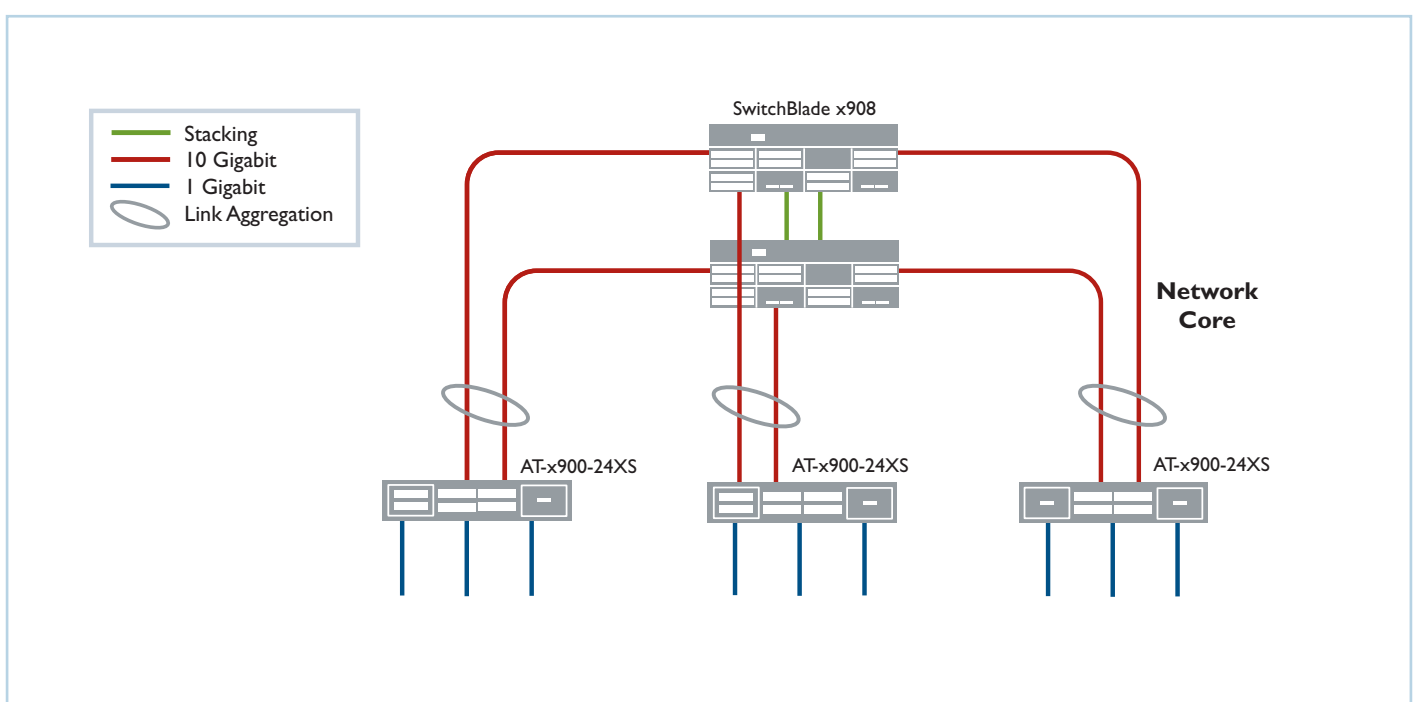 SwitchBlade x908
Stacking
10 Gigabit
1 Gigabit
Link Aggregation
Network
Core
AT-x900-24XS
AT-x900-24XS
AT-x900-24XS